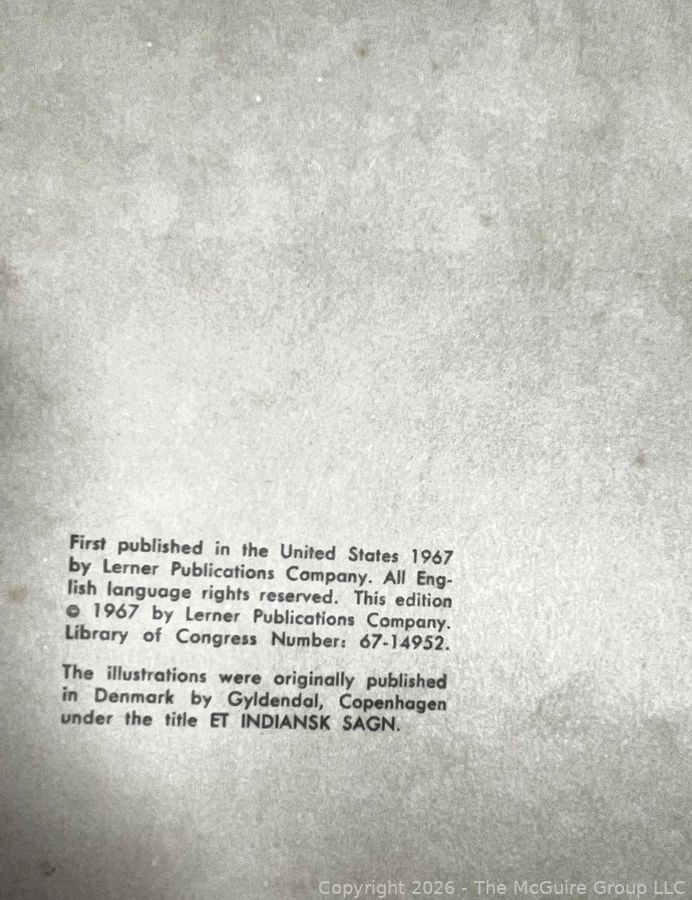 First published in the United States 1967
by Lerner Publications Company. All Eng-
lish language rights reserved. This edition
© 1967 by Lerner Publications Company.
Library of Congress Number: 67-14952.
The illustrations were originally published
in Denmark by Gyldendal, Copenhagen
under the title ET INDIANSK SAGN.
Copyright 2026 - The McGuire Group LLC